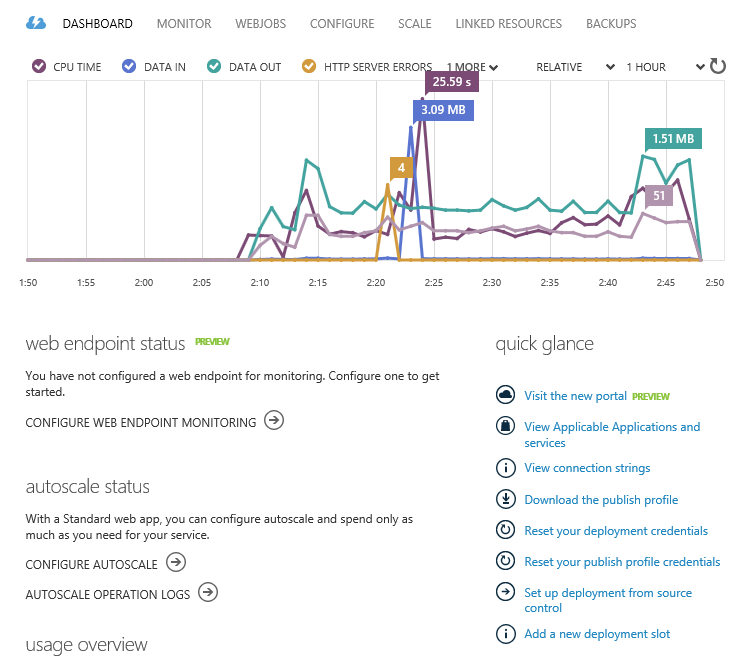 DASHBOARD MONITOR WEBJOBS CONFIGURE SCALE LINKED RESOURCES BACKUPS
CPU TIME DATA IN DATA OUT HTTP SERVER ERRORS 1 MORE RELATIVE 1 HOUR
25.59 s
3.09 MB
1.51 MB
4
51
1:50 1:55 2:00 2:05 2:10 2:15 2:20 2:25 2:30 2:35 2:40 2:45 2:50
web endpoint status PREVIEW
You have not configured a web endpoint for monitoring. Configure one to get
started.
CONFIGURE WEB ENDPOINT MONITORING
autoscale status
With a Standard web app, you can configure autoscale and spend only as
much as you need for your service.
CONFIGURE AUTOSCALE
AUTOSCALE OPERATION LOGS
usage overview
quick glance
Visit the new portal PREVIEW
View Applicable Applications and
services
View connection strings
Download the publish profile
Reset your deployment credentials
Reset your publish profile credentials
Set up deployment from source
control
Add a new deployment slot